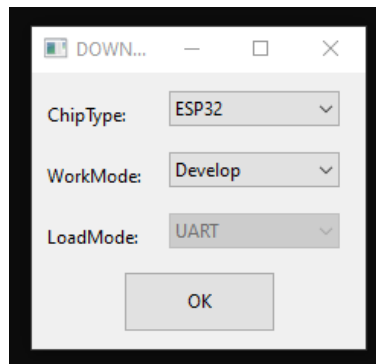 DOWN...
ChipType: ESP32
WorkMode: Develop
LoadMode: UART
OK